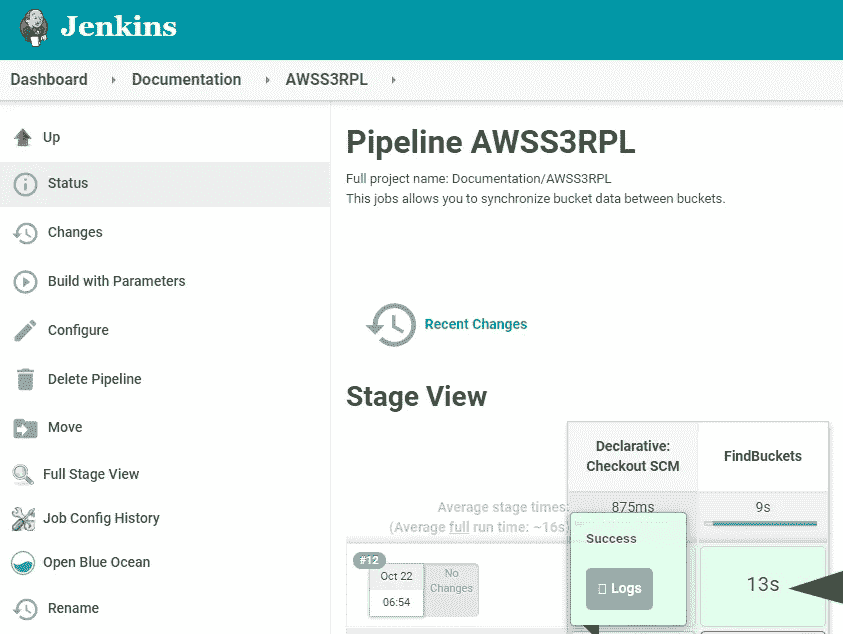 Jenkins
Dashboard
Documentation
AWSS3RPL
Up
Status
Changes
Build with Parameters
Configure
Delete Pipeline
Move
Full Stage View
Job Config History
Open Blue Ocean
Rename
Pipeline AWSS3RPL
Full project name: Documentation/AWSS3RPL
This jobs allows you to synchronize bucket data between buckets.
Recent Changes
Stage View
Declarative:
Checkout SCM
FindBuckets
Average stage times:
(Average full run time: ~16s)
875ms
9s
#12
Oct 22
06:54
No
Changes
Success
Logs
13s